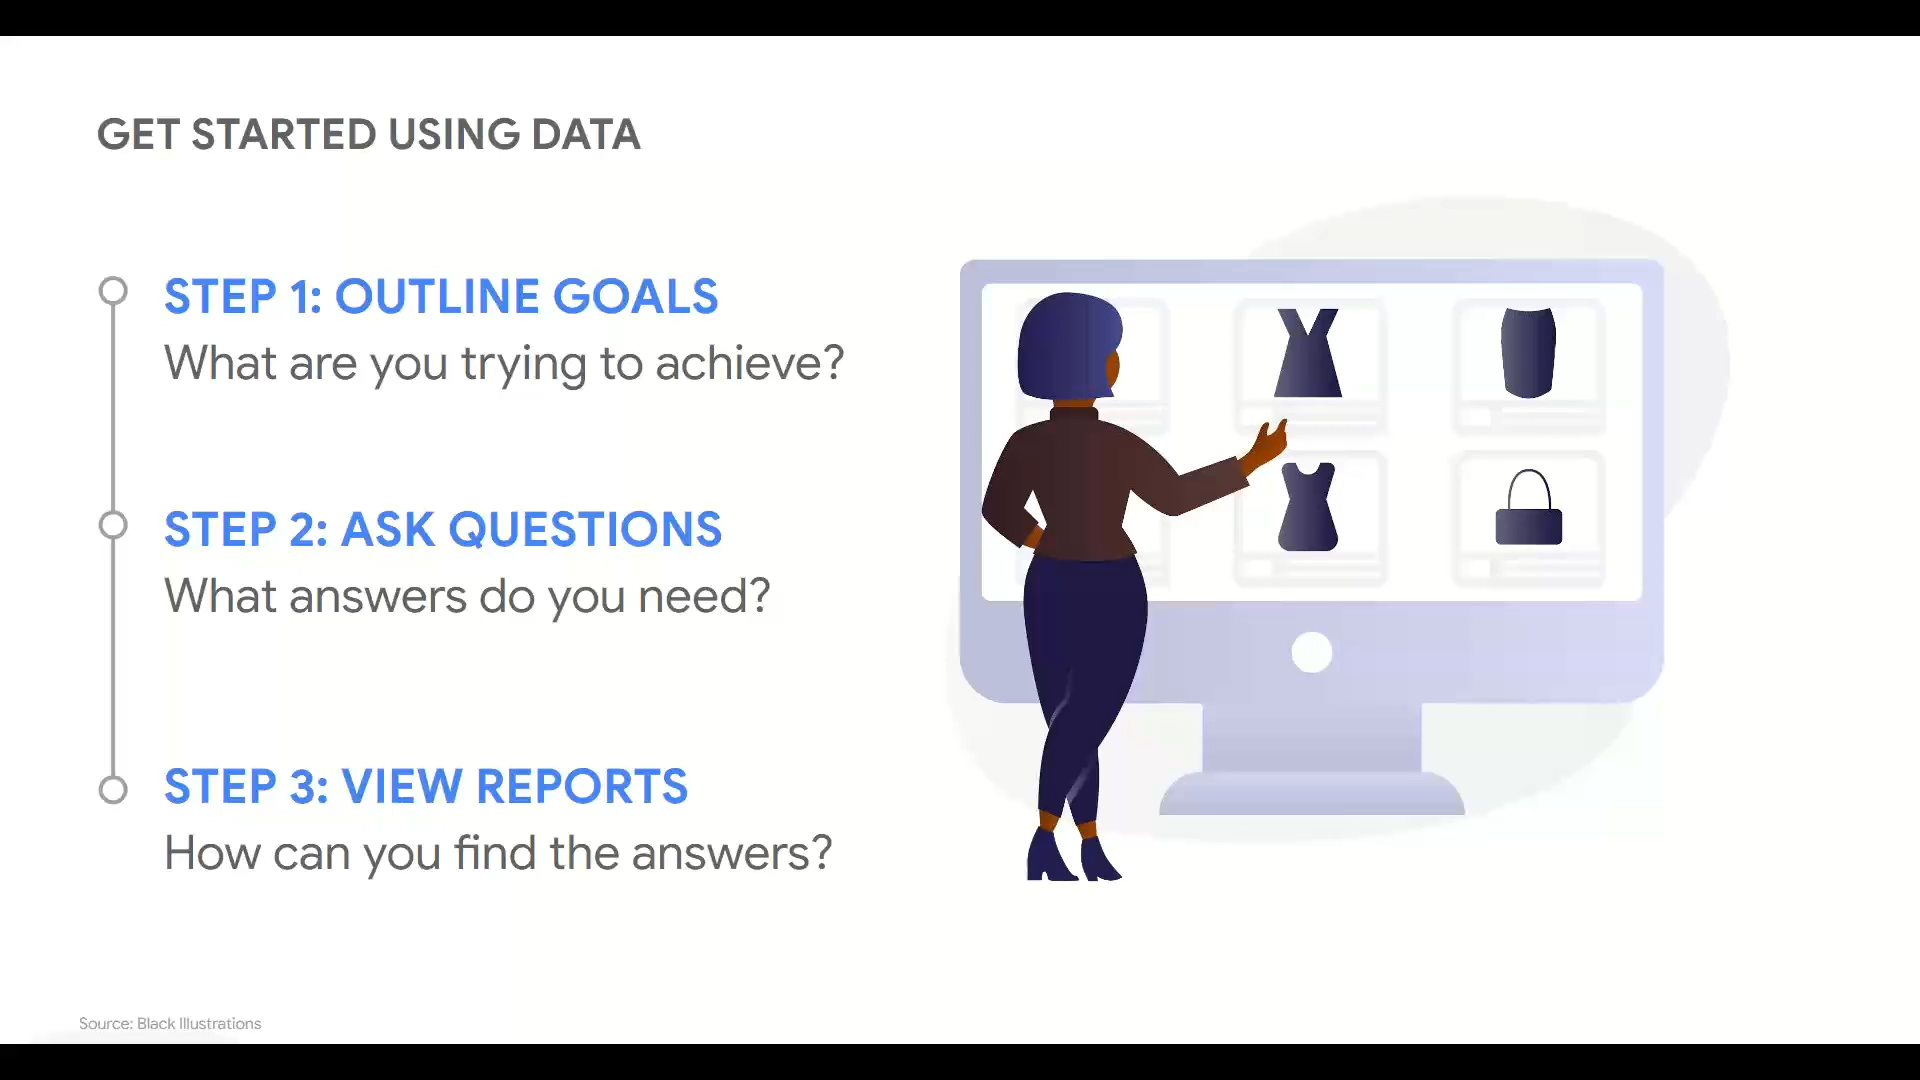 GET STARTED USING DATA
STEP 1: OUTLINE GOALS
What are you trying to achieve?
STEP 2: ASK QUESTIONS
What answers do you need?
STEP 3: VIEW REPORTS
How can you find the answers?
Source: Black Illustrations